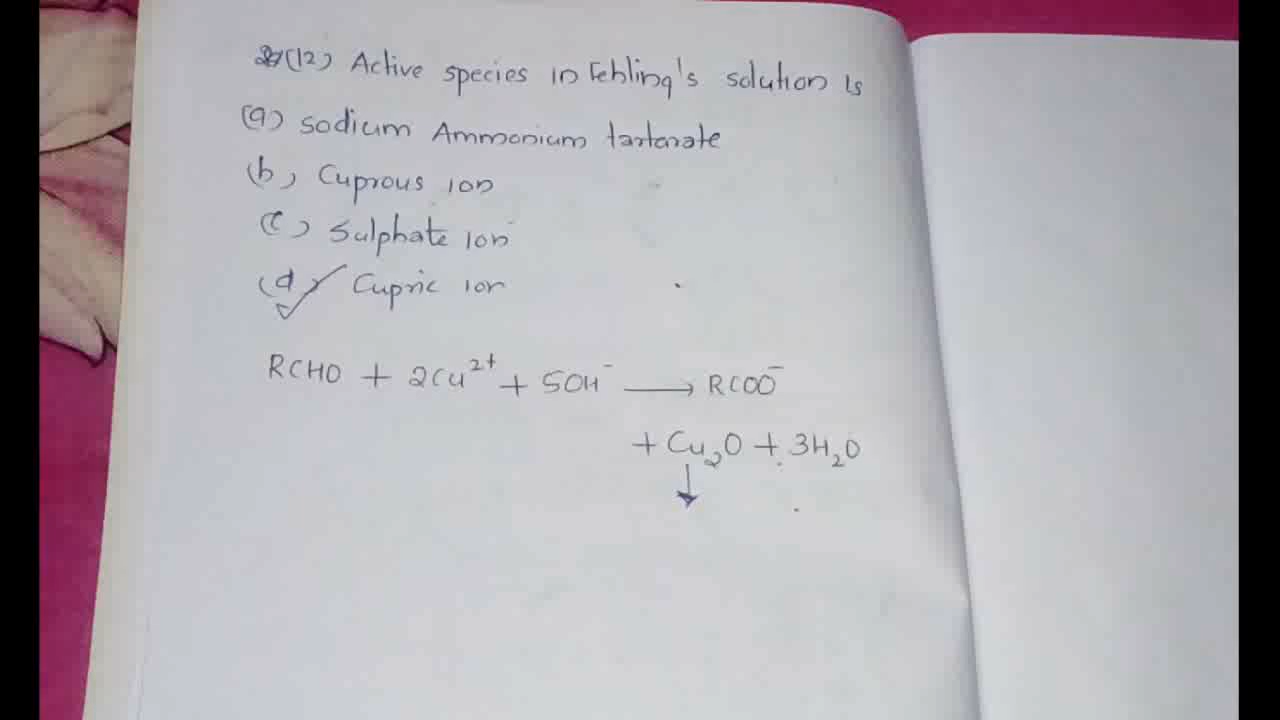 (12) Active species in Fehling's solution is
(a) Sodium Ammonium tartarate
(b) Cuprous ion
(c) Sulphate ion
(d) Cupric ion
RCHO + 2Cu²⁺ + 5OH⁻ ⟶ RCOO⁻
+ Cu₂O + 3H₂O
↓